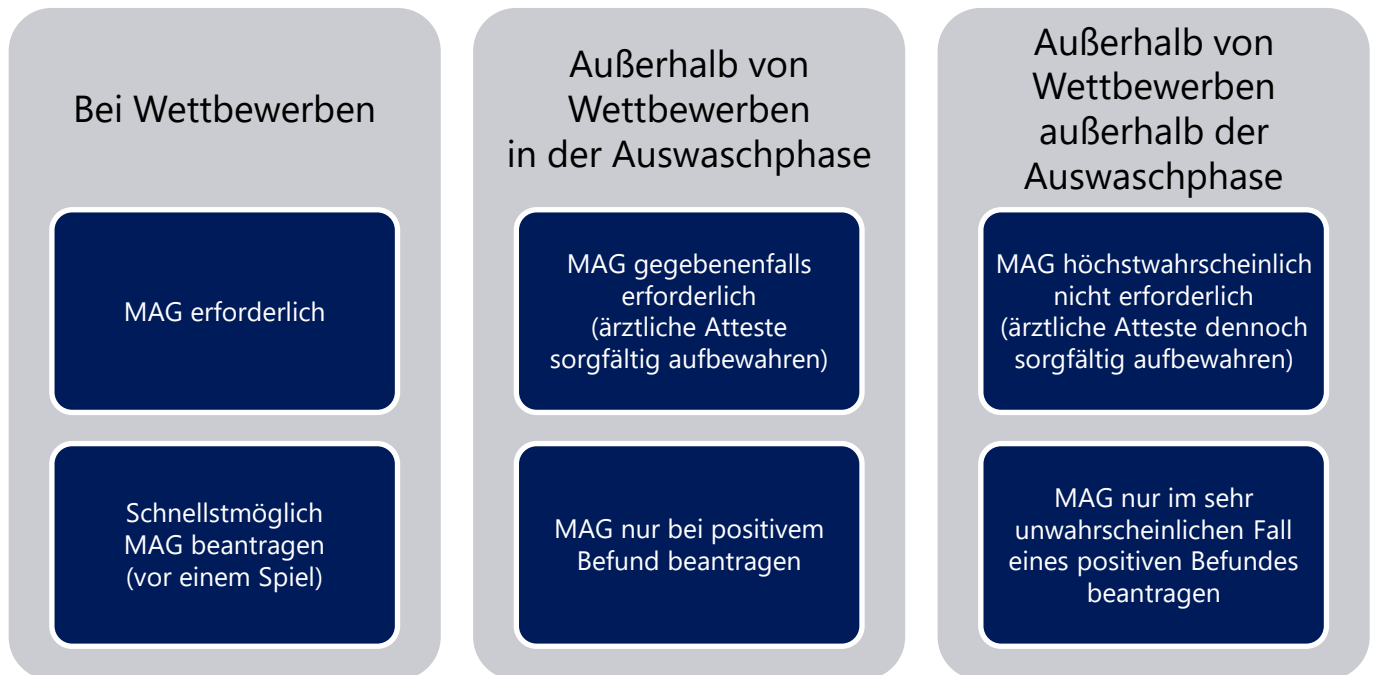 Bei Wettbewerben
MAG erforderlich
Schnellstmöglich
MAG beantragen
(vor einem Spiel)
Außerhalb von
Wettbewerben
in der Auswaschphase
MAG gegebenenfalls
erforderlich
(ärztliche Atteste
sorgfältig aufbewahren)
MAG nur bei positivem
Befund beantragen
Außerhalb von
Wettbewerben
außerhalb der
Auswaschphase
MAG höchstwahrscheinlich
nicht erforderlich
(ärztliche Atteste dennoch
sorgfältig aufbewahren)
MAG nur im sehr
unwahrscheinlichen Fall
eines positiven Befundes
beantragen